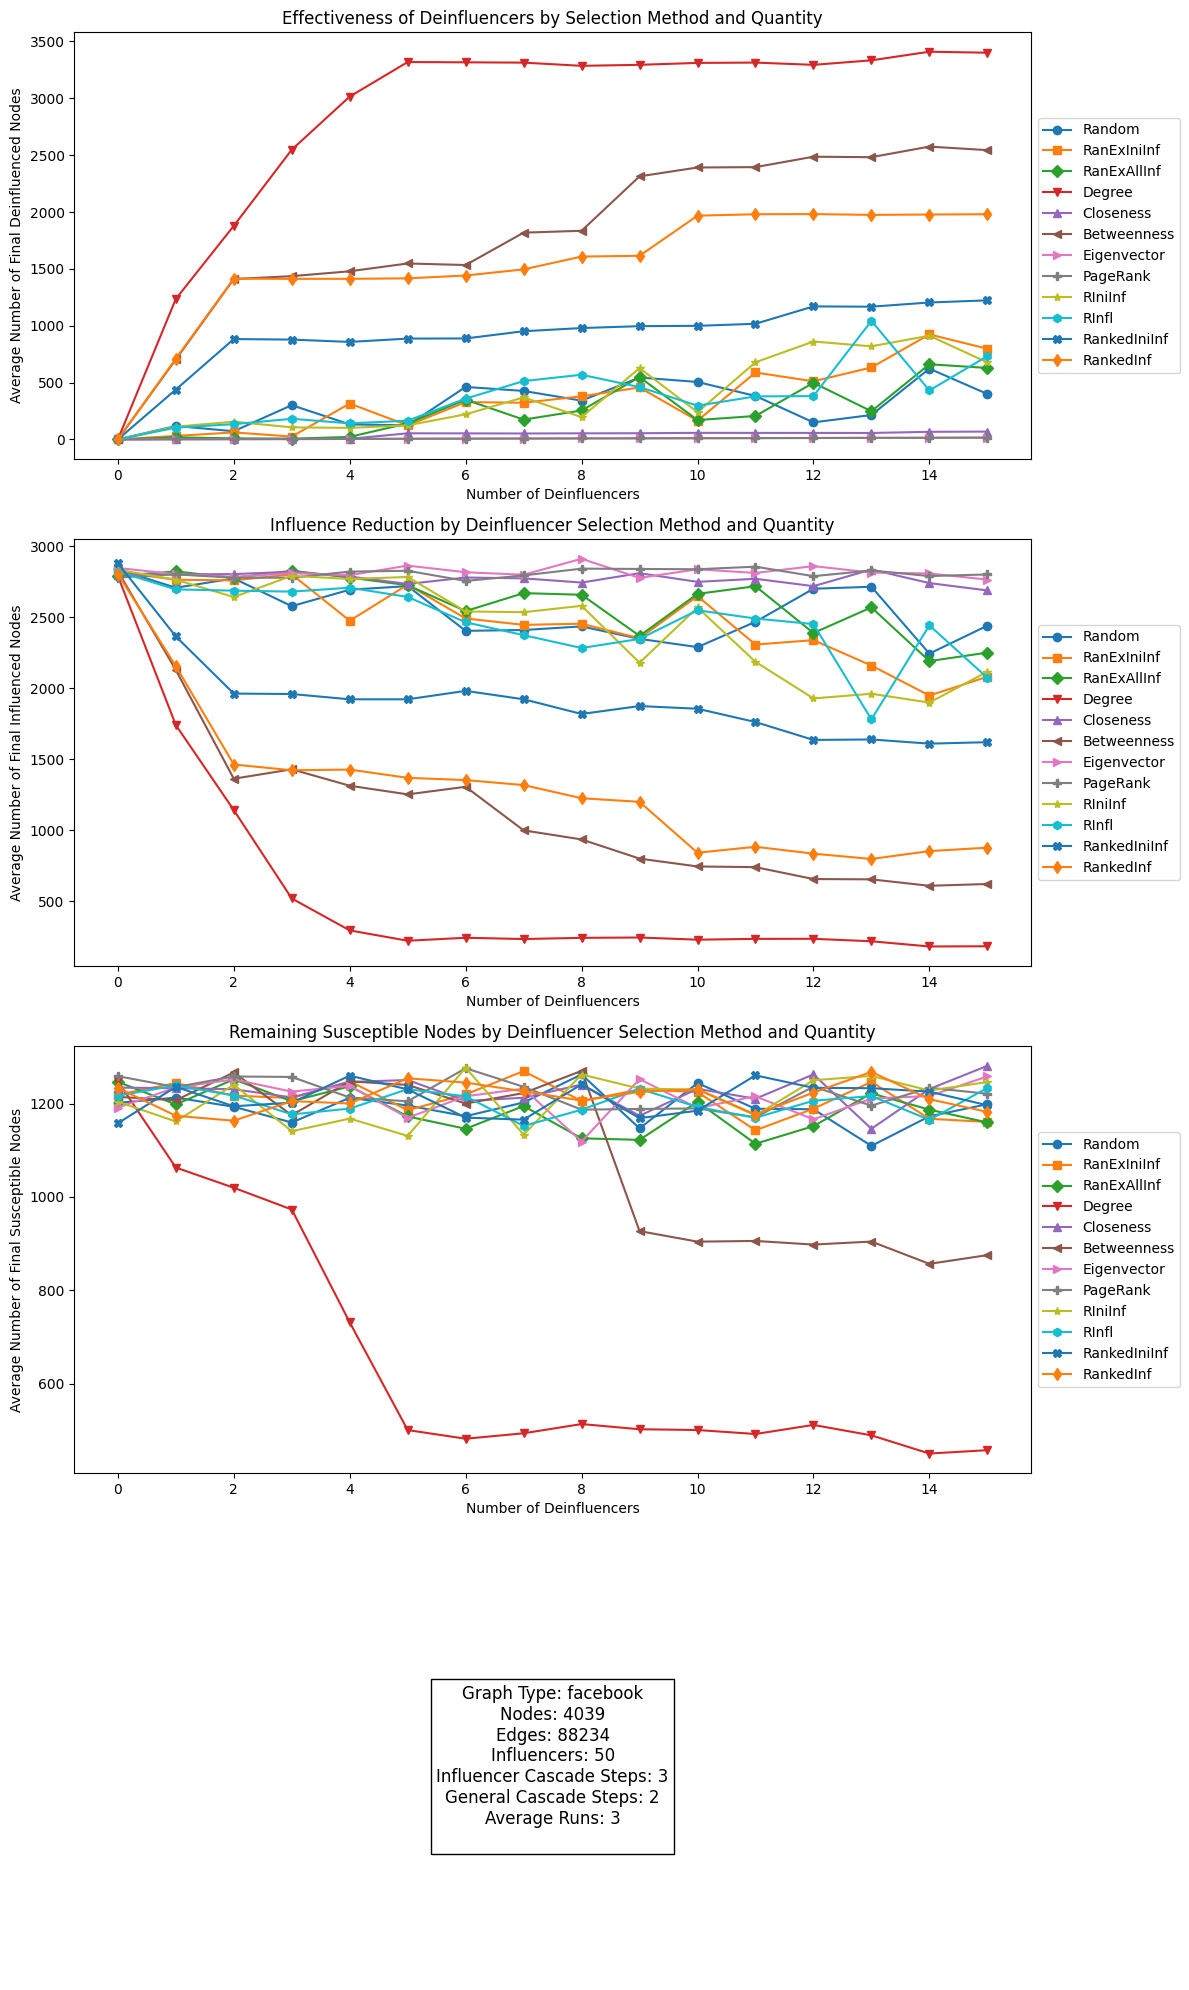 Effectiveness of Deinfluencers by Selection Method and Quantity
Average Number of Final Deinfluenced Nodes
3500
3000
2500
2000
1500
1000
500
0
0 2 4 6 8 10 12 14
Number of Deinfluencers
Random
RanExIniInf
RanExAllInf
Degree
Closeness
Betweenness
Eigenvector
PageRank
RIniInf
RInfl
RankedIniInf
RankedInf
Influence Reduction by Deinfluencer Selection Method and Quantity
Average Number of Final Influenced Nodes
3000
2500
2000
1500
1000
500
0 2 4 6 8 10 12 14
Number of Deinfluencers
Random
RanExIniInf
RanExAllInf
Degree
Closeness
Betweenness
Eigenvector
PageRank
RIniInf
RInfl
RankedIniInf
RankedInf
Remaining Susceptible Nodes by Deinfluencer Selection Method and Quantity
Average Number of Final Susceptible Nodes
1200
1000
800
600
0 2 4 6 8 10 12 14
Number of Deinfluencers
Random
RanExIniInf
RanExAllInf
Degree
Closeness
Betweenness
Eigenvector
PageRank
RIniInf
RInfl
RankedIniInf
RankedInf
Graph Type: facebook
Nodes: 4039
Edges: 88234
Influencers: 50
Influencer Cascade Steps: 3
General Cascade Steps: 2
Average Runs: 3